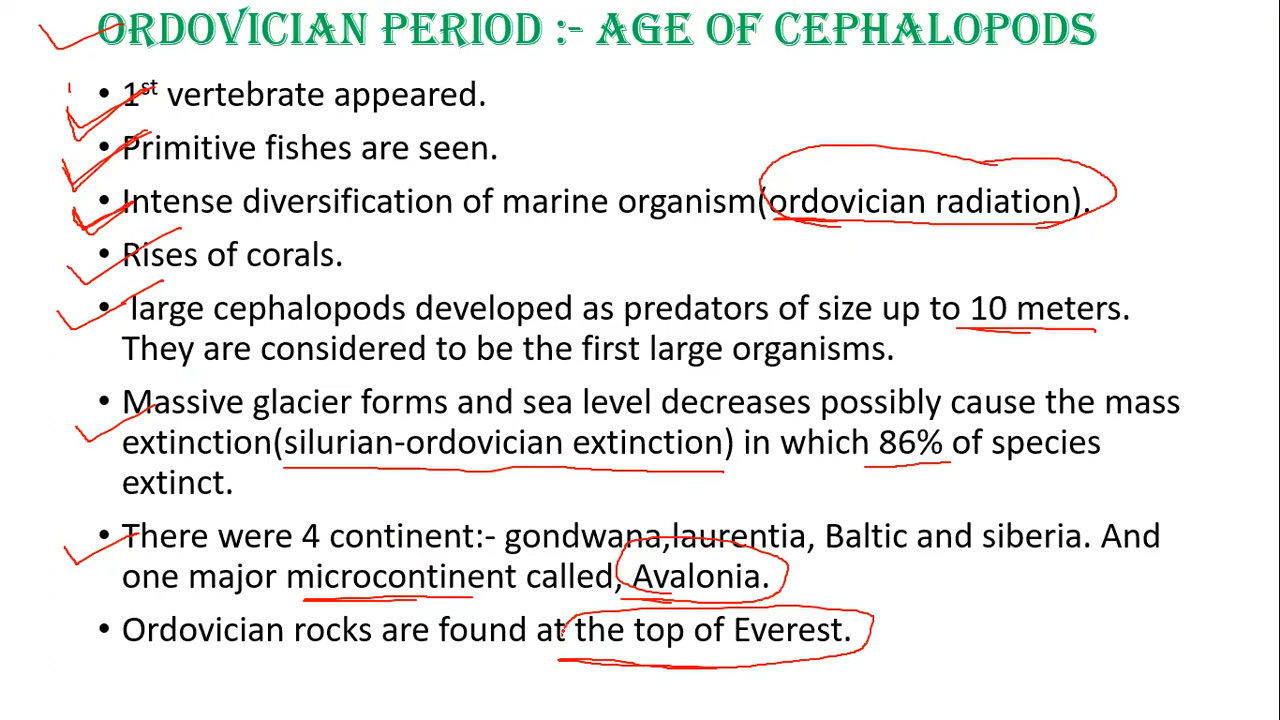 ORDOVICIAN PERIOD :- AGE OF CEPHALOPODS
• 1st vertebrate appeared.
• Primitive fishes are seen.
• Intense diversification of marine organism(ordovician radiation).
• Rises of corals.
• large cephalopods developed as predators of size up to 10 meters.
They are considered to be the first large organisms.
• Massive glacier forms and sea level decreases possibly cause the mass
extinction(silurian-ordovician extinction) in which 86% of species
extinct.
• There were 4 continent:- gondwana,laurentia, Baltic and siberia. And
one major microcontinent called, Avalonia.
• Ordovician rocks are found at the top of Everest.